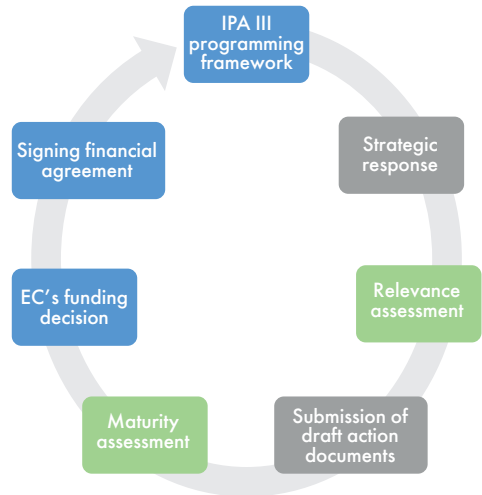 IPA III
programming
framework
Strategic
response
Relevance
assessment
Submission of
draft action
documents
Maturity
assessment
EC’s funding
decision
Signing financial
agreement